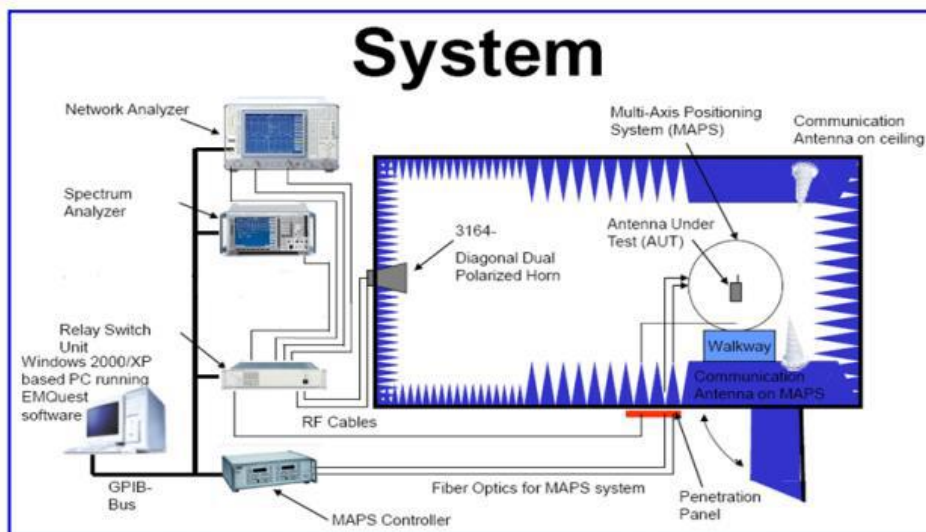 System
Network Analyzer
Multi-Axis Positioning
System (MAPS)
Communication
Antenna on ceiling
Spectrum
Analyzer
3164-
Diagonal Dual
Polarized Horn
Antenna Under
Test (AUT)
Relay Switch
Unit
Windows 2000/XP
based PC running
EMQuest
software
Walkway
Communication
Antenna on MAPS
RF Cables
GPIB-
Bus
Fiber Optics for MAPS system
Penetration
Panel
MAPS Controller